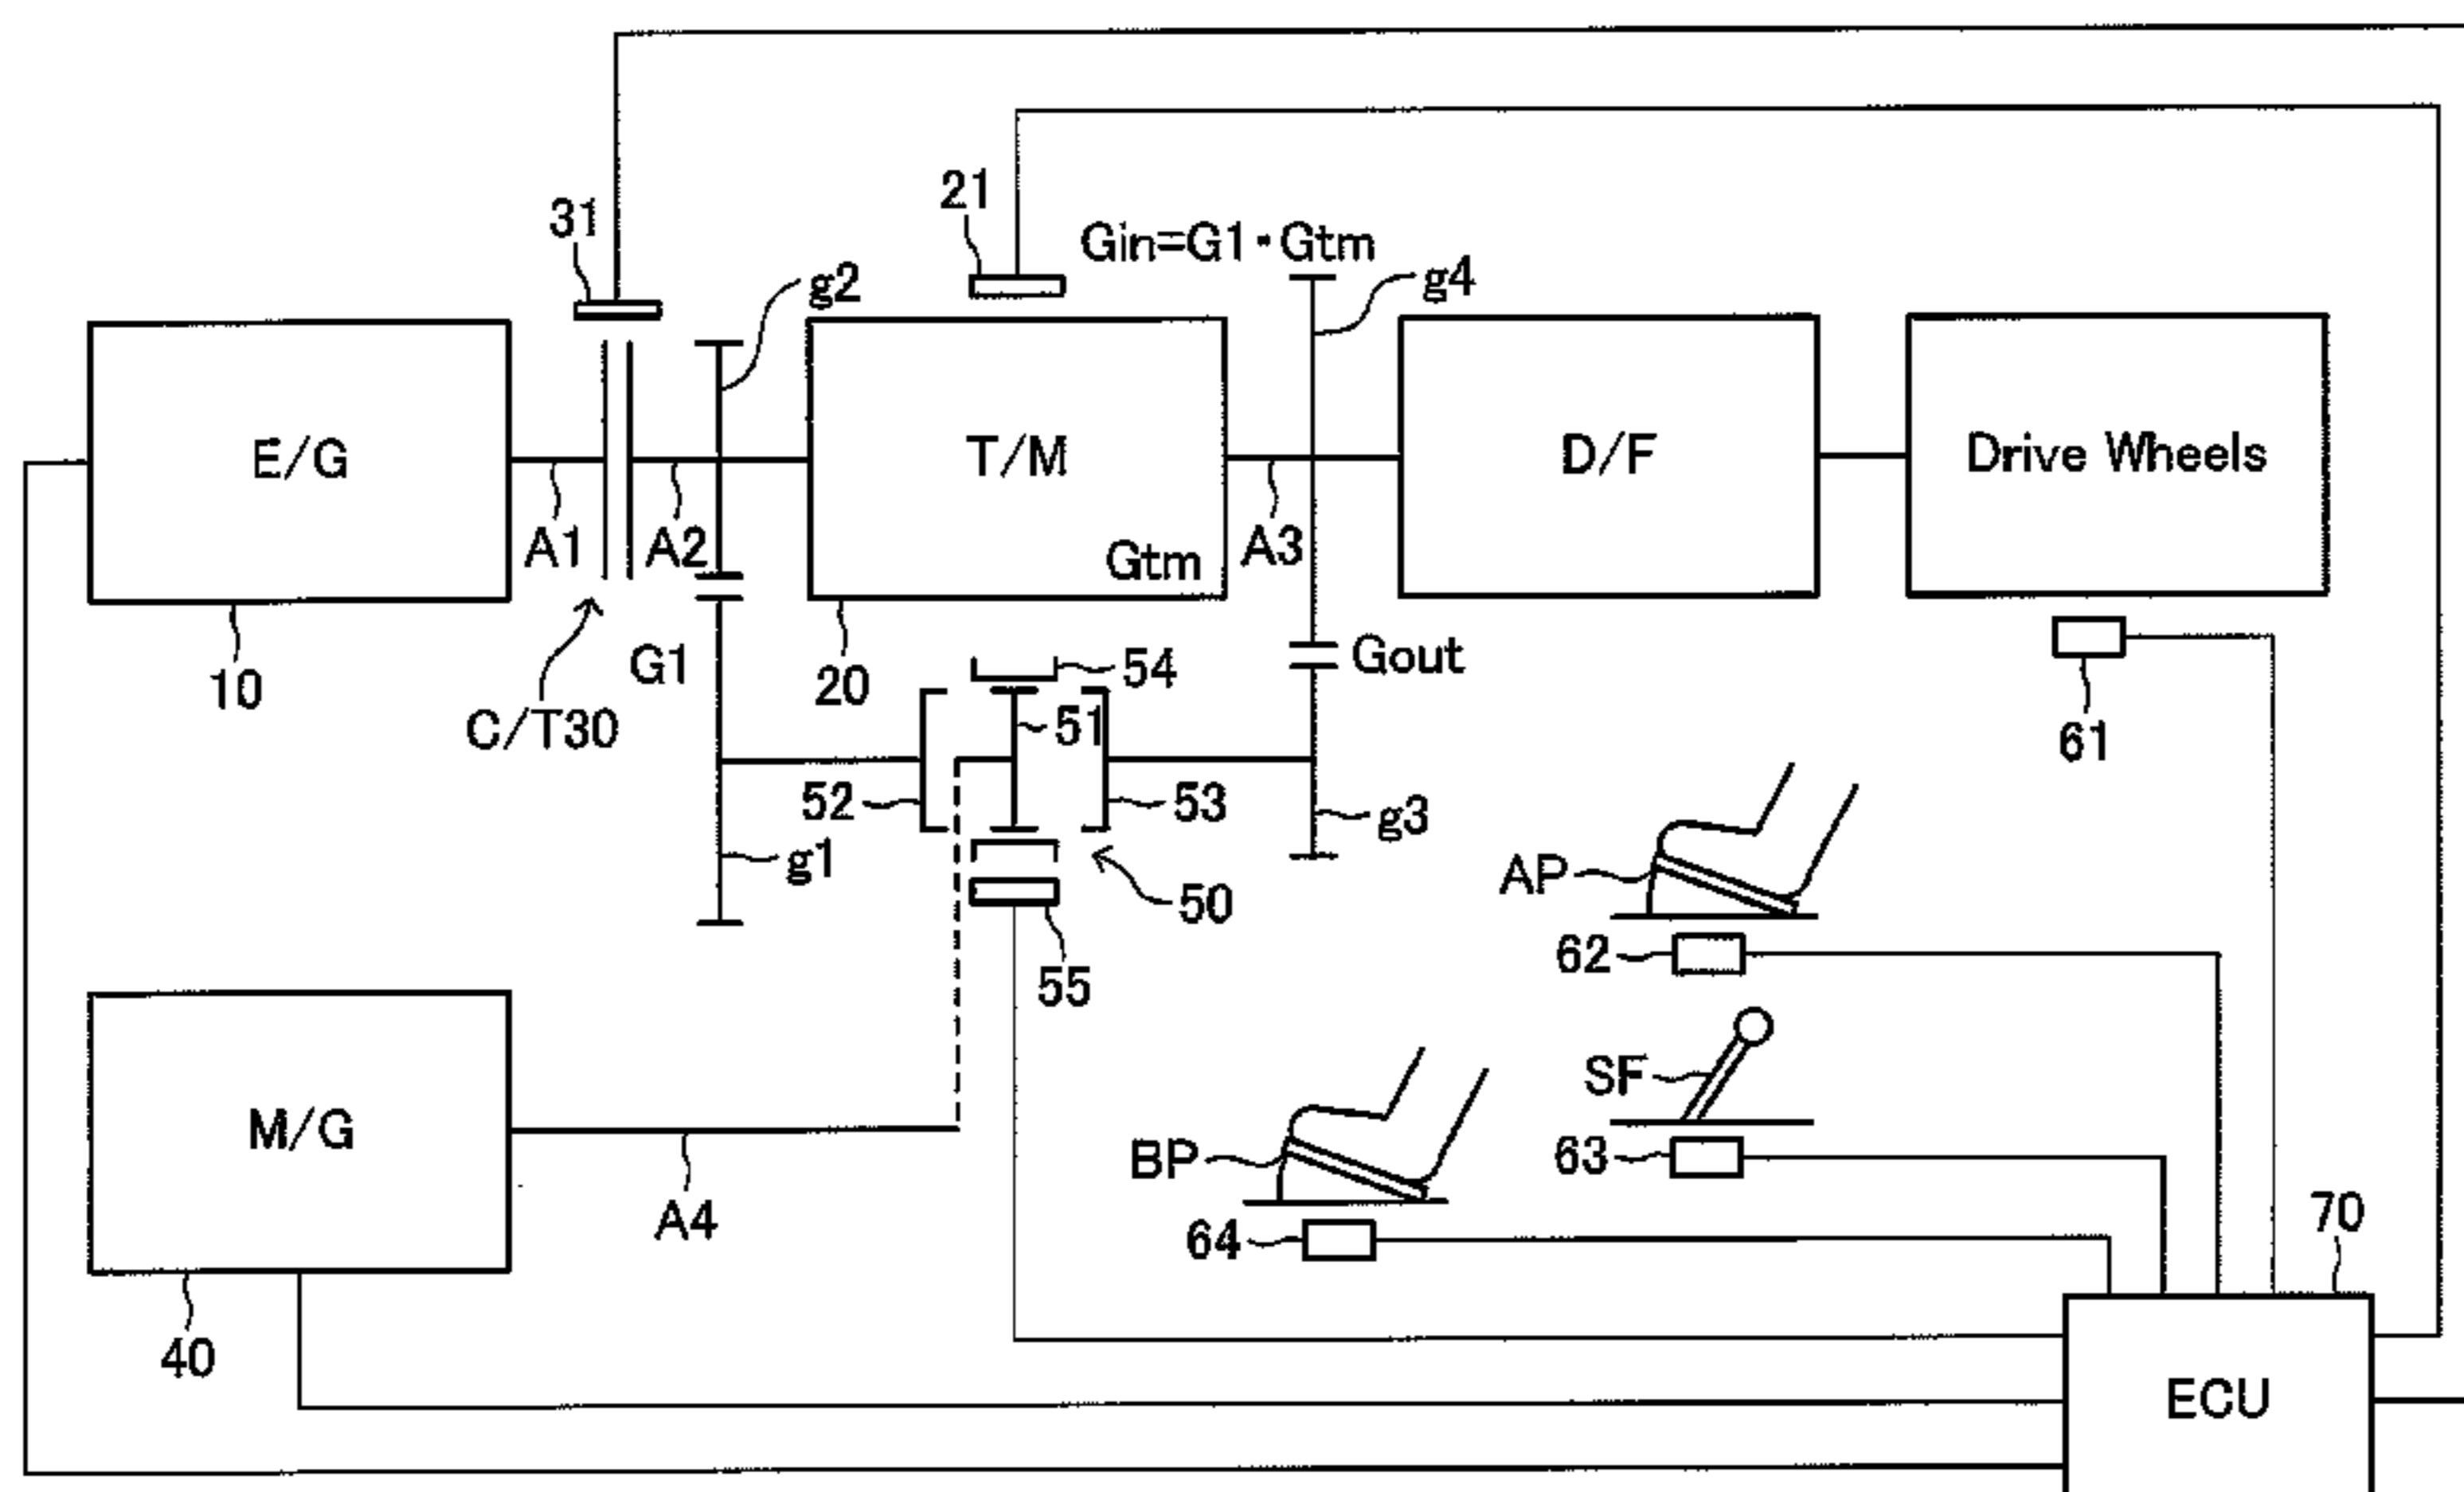 21
31
Gin=G1・Gtm
g2
g4
E/G
T/M
D/F
Drive Wheels
A1
A2
A3
Gtm
G1
Gout
10
20
54
C/T30
51
61
52
53
g3
g1
AP
50
62
55
SF
M/G
BP
63
A4
64
70
40
ECU